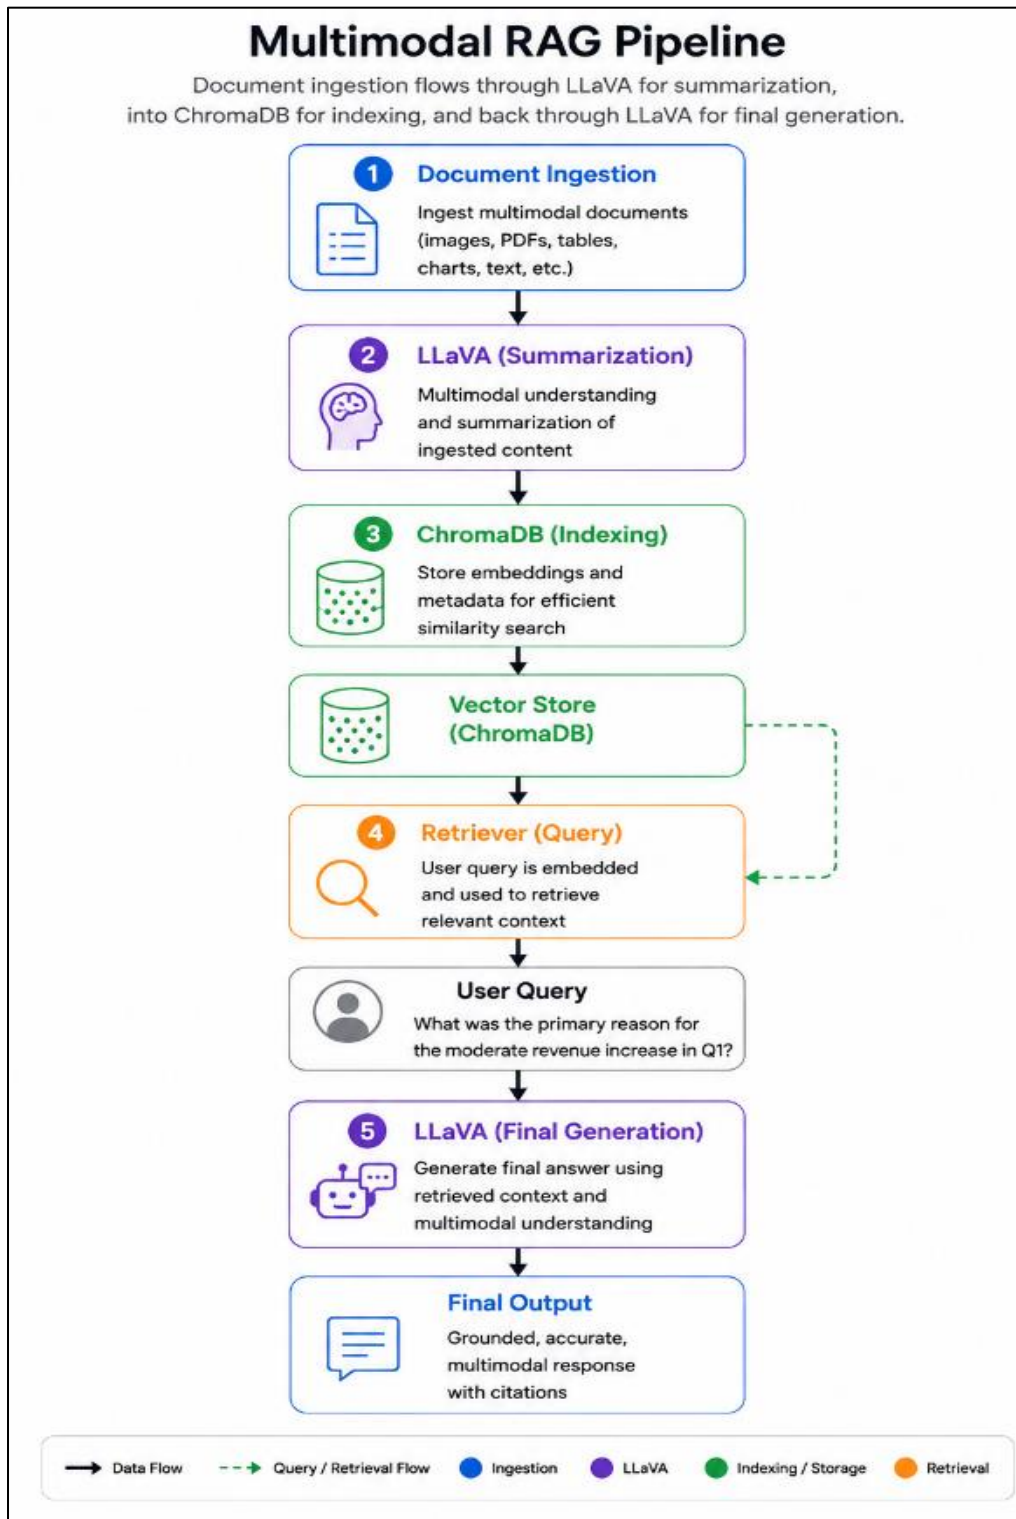 Multimodal RAG Pipeline
Document ingestion flows through LLaVA for summarization,
into ChromaDB for indexing, and back through LLaVA for final generation.
1 Document Ingestion
Ingest multimodal documents
(images, PDFs, tables,
charts, text, etc.)
2 LLaVA (Summarization)
Multimodal understanding
and summarization of
ingested content
3 ChromaDB (Indexing)
Store embeddings and
metadata for efficient
similarity search
Vector Store
(ChromaDB)
4 Retriever (Query)
User query is embedded
and used to retrieve
relevant context
User Query
What was the primary reason for
the moderate revenue increase in Q1?
5 LLaVA (Final Generation)
Generate final answer using
retrieved context and
multimodal understanding
Final Output
Grounded, accurate,
multimodal response
with citations
Data Flow Query / Retrieval Flow Ingestion LLaVA Indexing / Storage Retrieval